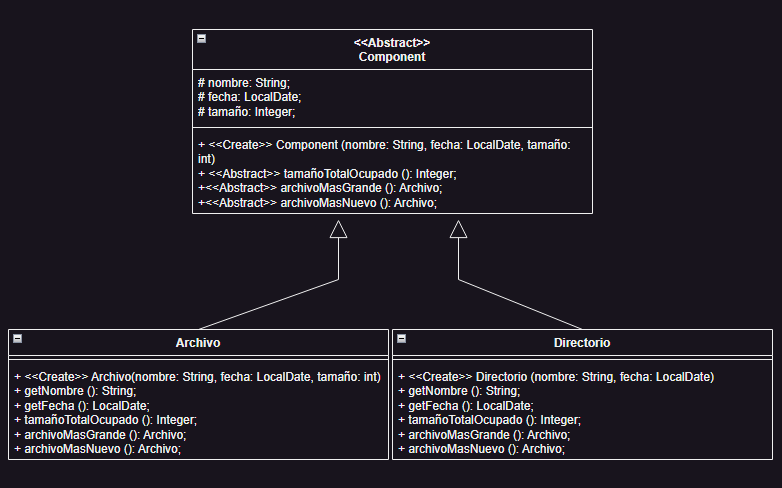 <<Abstract>>
Component
# nombre: String;
# fecha: LocalDate;
# tamaño: Integer;
+ <<Create>> Component (nombre: String, fecha: LocalDate, tamaño:
int)
+ <<Abstract>> tamañoTotalOcupado (): Integer;
+<<Abstract>> archivoMasGrande (): Archivo;
+<<Abstract>> archivoMasNuevo (): Archivo;
Archivo
+ <<Create>> Archivo(nombre: String, fecha: LocalDate, tamaño: int)
+ getNombre (): String;
+ getFecha (): LocalDate;
+ tamañoTotalOcupado (): Integer;
+ archivoMasGrande (): Archivo;
+ archivoMasNuevo (): Archivo;
Directorio
+ <<Create>> Directorio (nombre: String, fecha: LocalDate)
+ getNombre (): String;
+ getFecha (): LocalDate;
+ tamañoTotalOcupado (): Integer;
+ archivoMasGrande (): Archivo;
+ archivoMasNuevo (): Archivo;